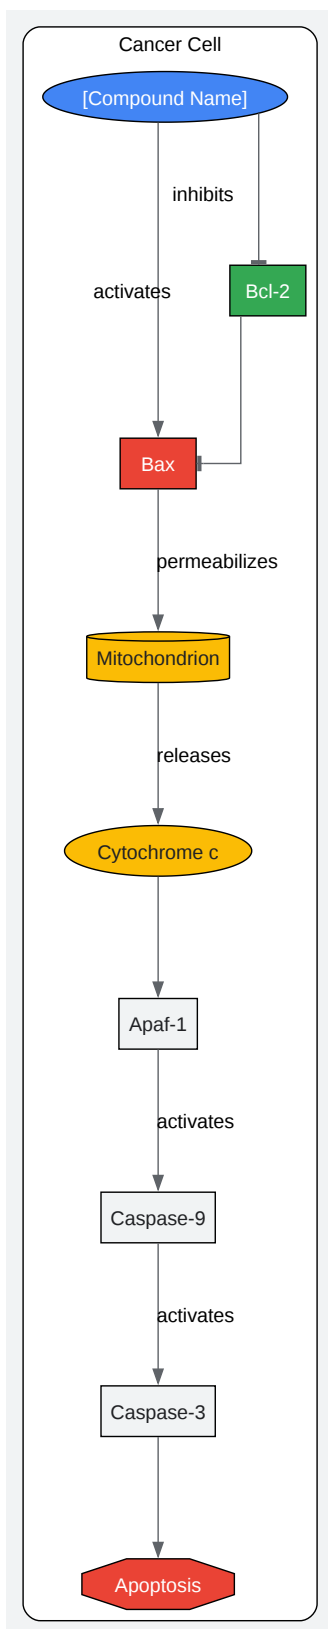 Cancer Cell
[Compound Name]
inhibits
activates
Bcl-2
Bax
permeabilizes
Mitochondrion
releases
Cytochrome c
Apaf-1
activates
Caspase-9
activates
Caspase-3
Apoptosis